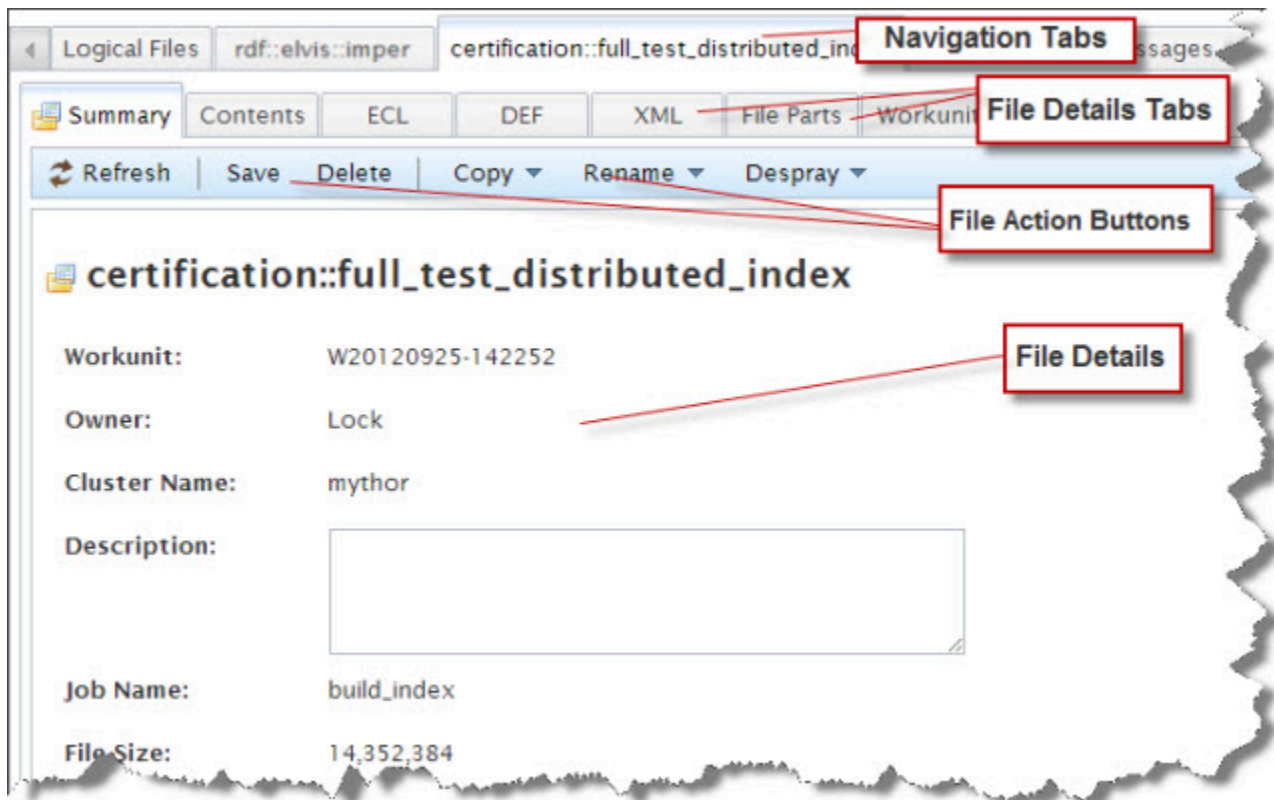 Logical Files rdf::elvis::imper certification::full_test_distributed_in Navigation Tabs ssages
Summary Contents ECL DEF XML File Parts Workunit File Details Tabs
Refresh Save Delete Copy Rename Despray
File Action Buttons
certification::full_test_distributed_index
Workunit: W20120925-142252
File Details
Owner: Lock
Cluster Name: mythor
Description:
Job Name: build_index
File Size: 14,352,384